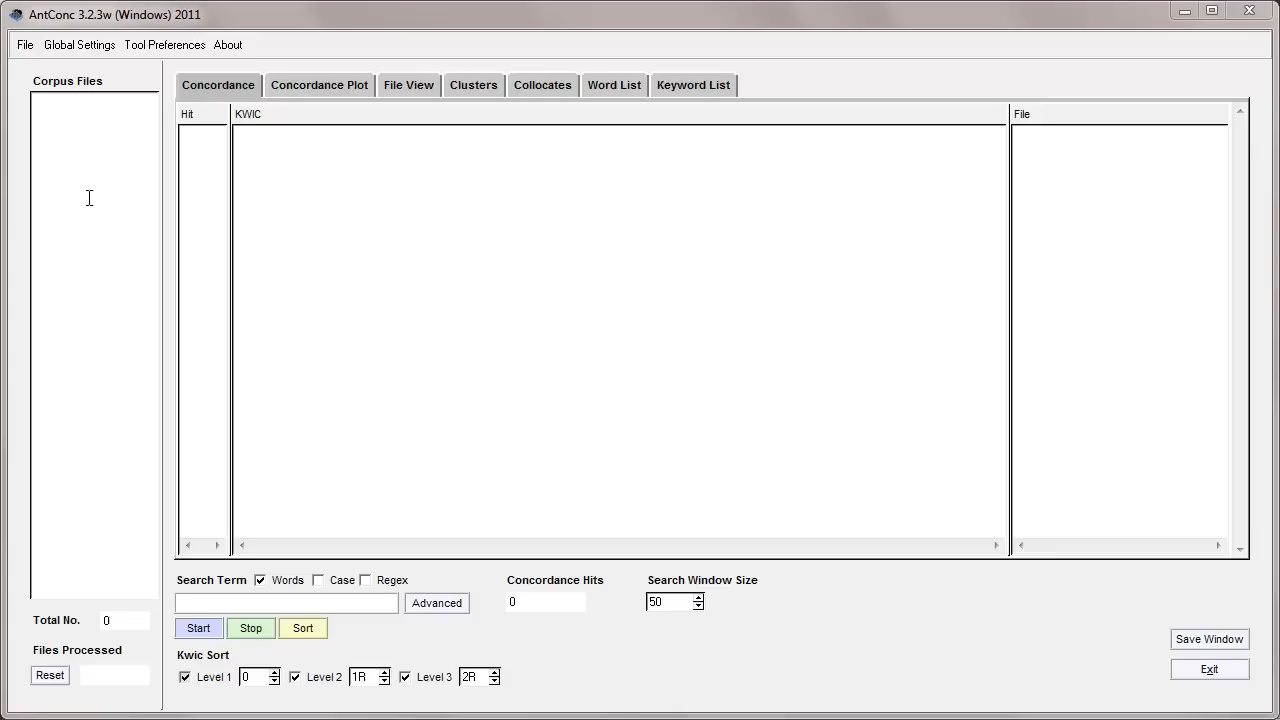 AntConc 3.2.3w (Windows) 2011
File Global Settings Tool Preferences About
Corpus Files
Concordance Concordance Plot File View Clusters Collocates Word List Keyword List
Hit KWIC File
Search Term Words Case Regex Concordance Hits Search Window Size
Advanced 0 50
Total No. 0
Start Stop Sort
Files Processed
Kwic Sort
Save Window
Reset
Level 1 0 Level 2 1R Level 3 2R
Exit